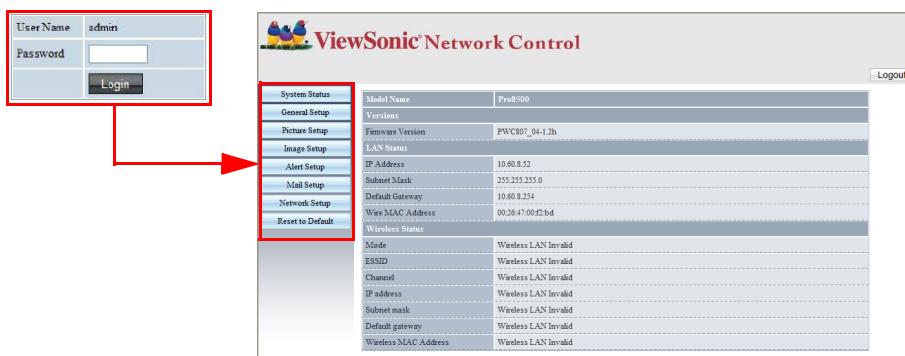 User Name admin
Password
Login
ViewSonic® Network Control
Logout
System Status
General Setup
Picture Setup
Image Setup
Alert Setup
Mail Setup
Network Setup
Reset to Default
Model Name Pro8500
Versions
Firmware Version PWC807_04-1.2h
LAN Status
IP Address 10.60.8.52
Subnet Mask 255.255.255.0
Default Gateway 10.60.8.254
Wire MAC Address 00:26:47:00:f2:bd
Wireless Status
Mode Wireless LAN Invalid
ESSID Wireless LAN Invalid
Channel Wireless LAN Invalid
IP address Wireless LAN Invalid
Subnet mask Wireless LAN Invalid
Default gateway Wireless LAN Invalid
Wireless MAC Address Wireless LAN Invalid